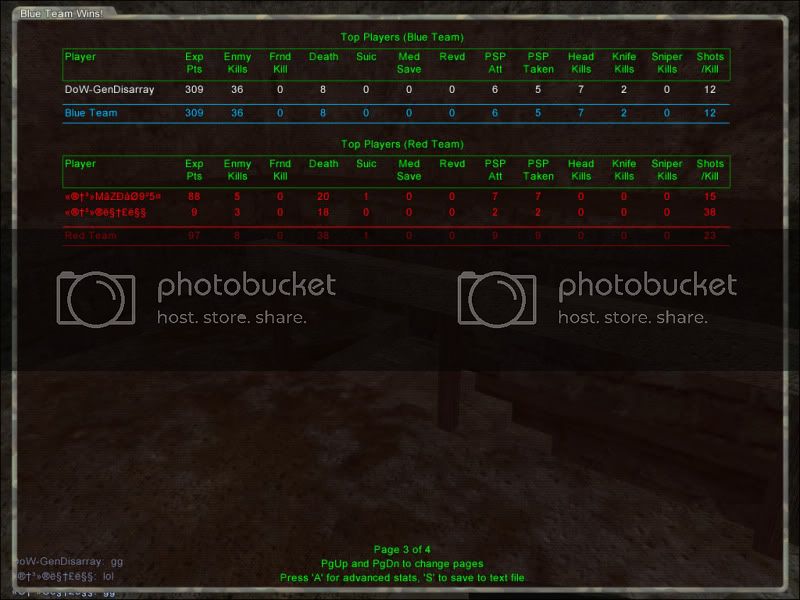 Blue Team Wins!
Top Players (Blue Team)
Player Exp Pts Enmy Kills Frnd Kill Death Suic Med Save Revd PSP Att PSP Taken Head Kills Knife Kills Sniper Kills Shots /Kill
DoW-GenDisarray 309 36 0 8 0 0 0 6 5 7 2 0 12
Blue Team 309 36 0 8 0 0 0 6 5 7 2 0 12
Top Players (Red Team)
Player Exp Pts Enmy Kills Frnd Kill Death Suic Med Save Revd PSP Att PSP Taken Head Kills Knife Kills Sniper Kills Shots /Kill
«®†³»MâZÐåØ9²5¤ 88 5 0 20 1 0 0 7 7 0 0 0 15
«®†³»®ë§†£ë§§ 9 3 0 18 0 0 0 2 2 0 0 0 38
Red Team 97 8 0 38 1 0 0 9 9 0 0 0 23
photobucket photobucket
host. store. share. host. store. share.
Page 3 of 4
PgUp and PgDn to change pages
Press 'A' for advanced stats, 'S' to save to text file
DoW-GenDisarray: gg
«®†³»®ë§†£ë§§: lol
gg